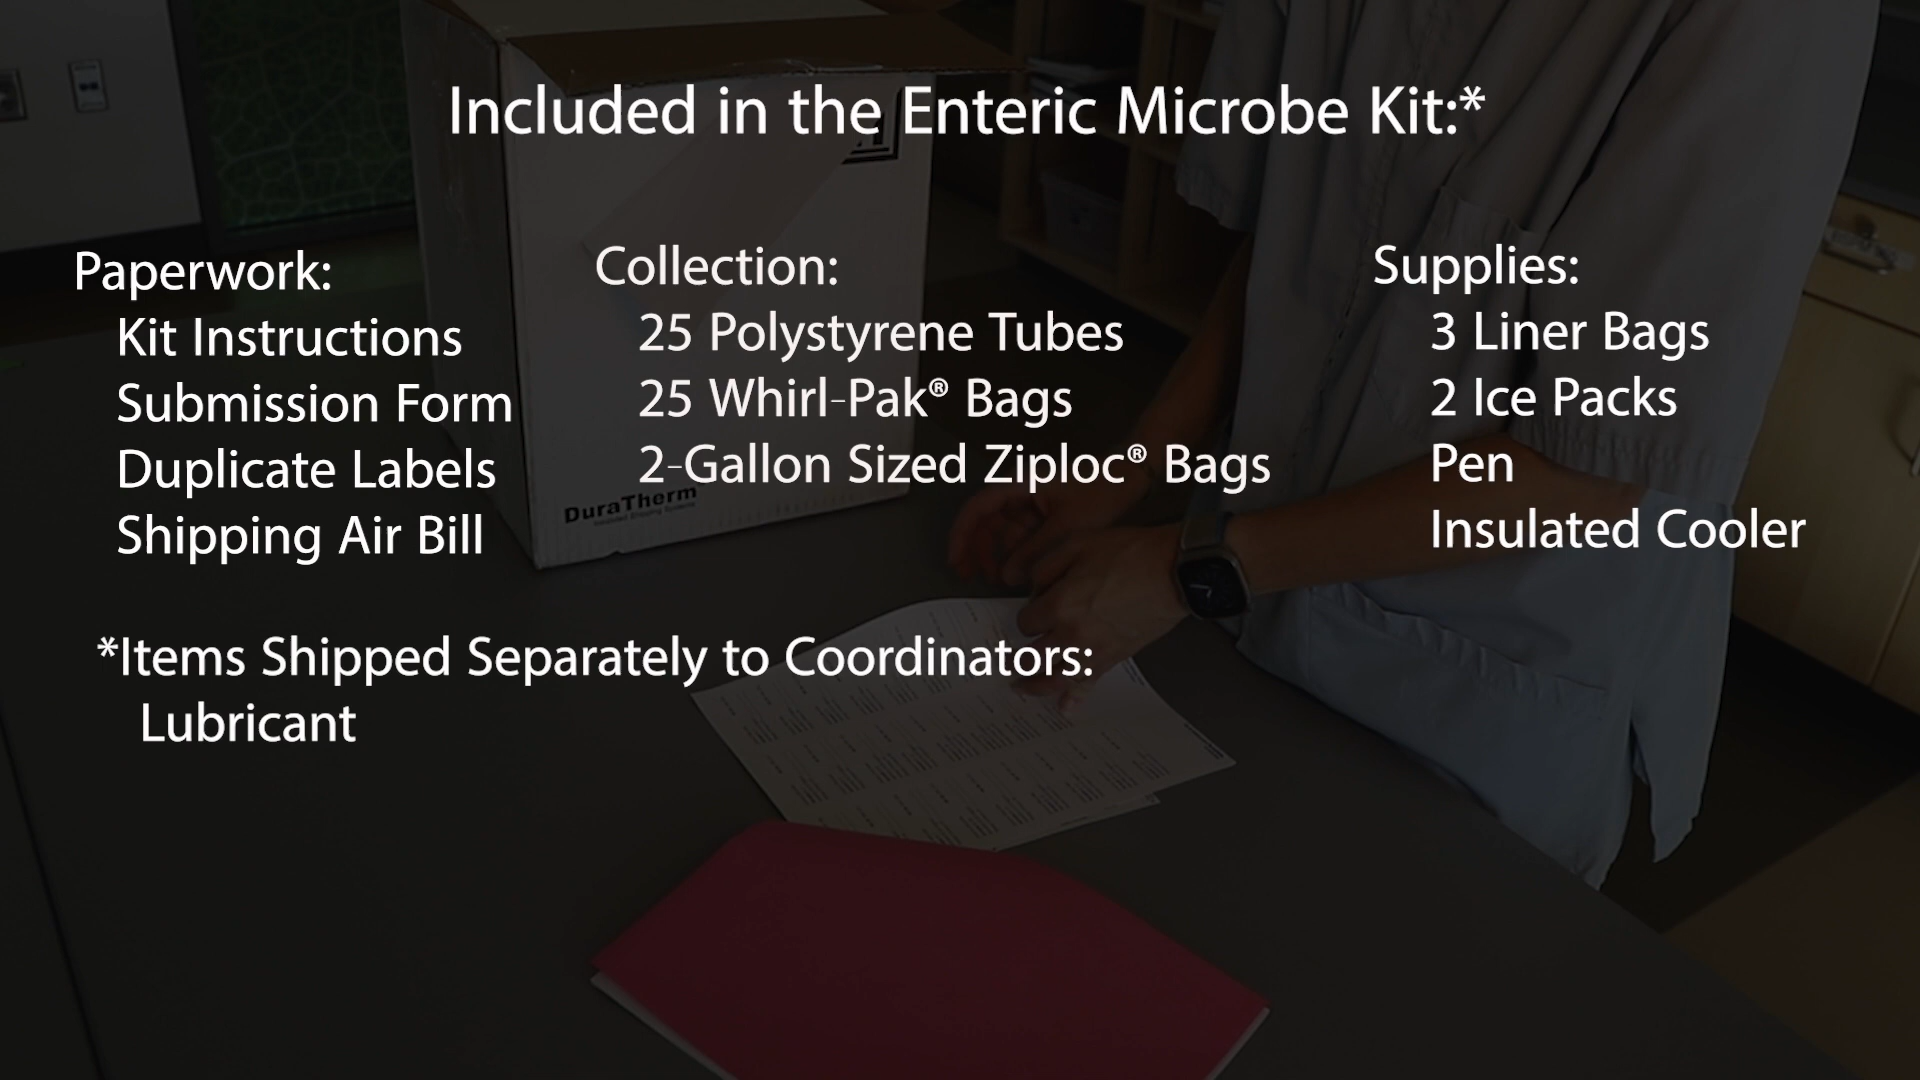 Included in the Enteric Microbe Kit:*
Paperwork:
Kit Instructions
Submission Form
Duplicate Labels
Shipping Air Bill
Collection:
25 Polystyrene Tubes
25 Whirl-Pak® Bags
2-Gallon Sized Ziploc® Bags
Supplies:
3 Liner Bags
2 Ice Packs
Pen
Insulated Cooler
*Items Shipped Separately to Coordinators:
Lubricant
DuraTherm